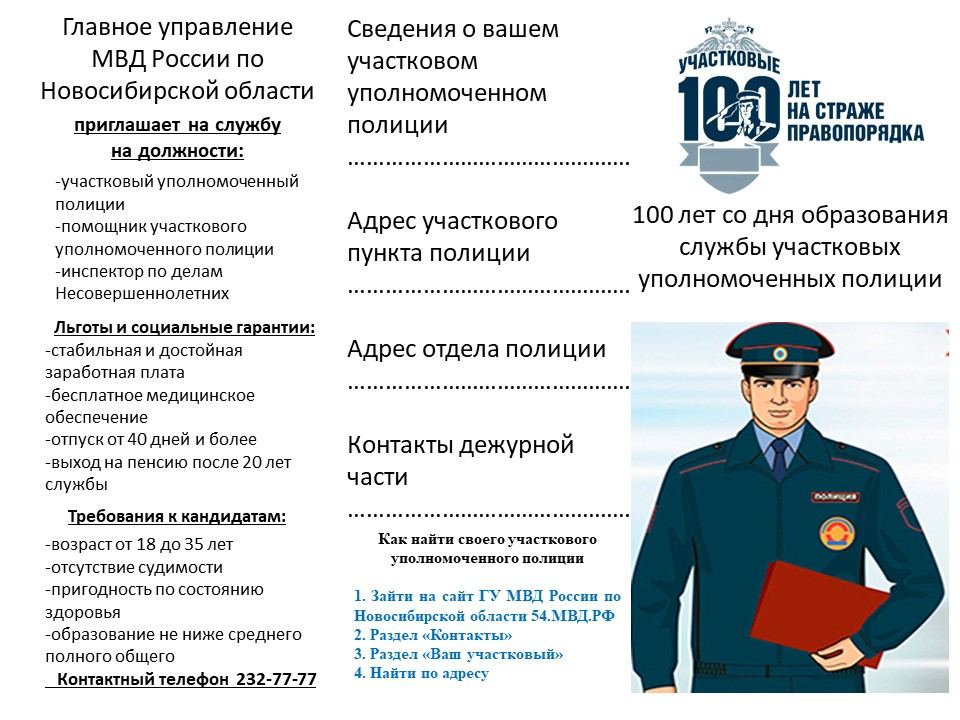 Главное управление
МВД России по
Новосибирской области
приглашает на службу
на должности:
-участковый уполномоченный
полиции
-помощник участкового
уполномоченного полиции
-инспектор по делам
Несовершеннолетних
Льготы и социальные гарантии:
-стабильная и достойная
заработная плата
-бесплатное медицинское
обеспечение
-отпуск от 40 дней и более
-выход на пенсию после 20 лет
службы
Требования к кандидатам:
-возраст от 18 до 35 лет
-отсутствие судимости
-пригодность по состоянию
здоровья
-образование не ниже среднего
полного общего
Контактный телефон 232-77-77
Сведения о вашем
участковом
уполномоченном
полиции
………………………………………
Адрес участкового
пункта полиции
………………………………………
Адрес отдела полиции
………………………………………
Контакты дежурной
части
………………………………………
Как найти своего участкового
уполномоченного полиции
1. Зайти на сайт ГУ МВД России по
Новосибирской области 54.МВД.РФ
2. Раздел «Контакты»
3. Раздел «Ваш участковый»
4. Найти по адресу
УЧАСТКОВЫЕ
100 ЛЕТ
НА СТРАЖЕ
ПРАВОПОРЯДКА
100 лет со дня образования
службы участковых
уполномоченных полиции
ПОЛИЦИЯ